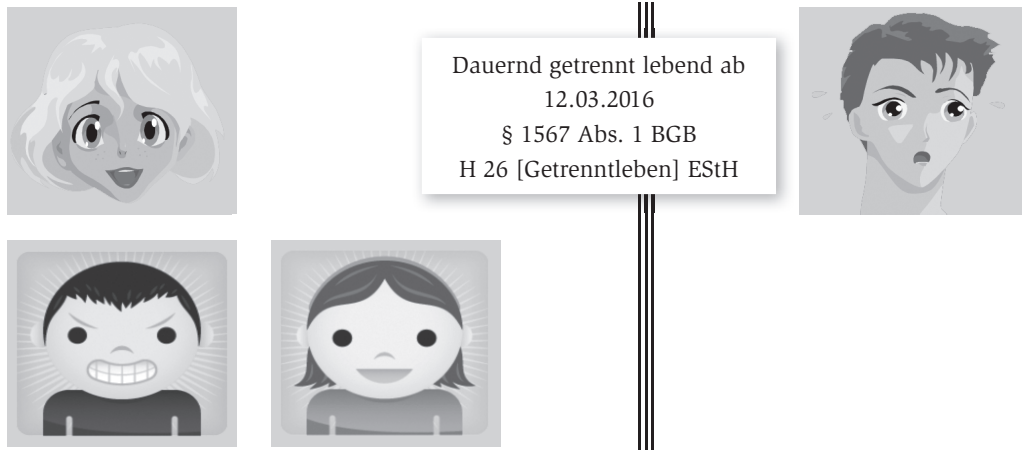 Dauernd getrennt lebend ab
12.03.2016
§ 1567 Abs. 1 BGB
H 26 [Getrenntleben] EStH